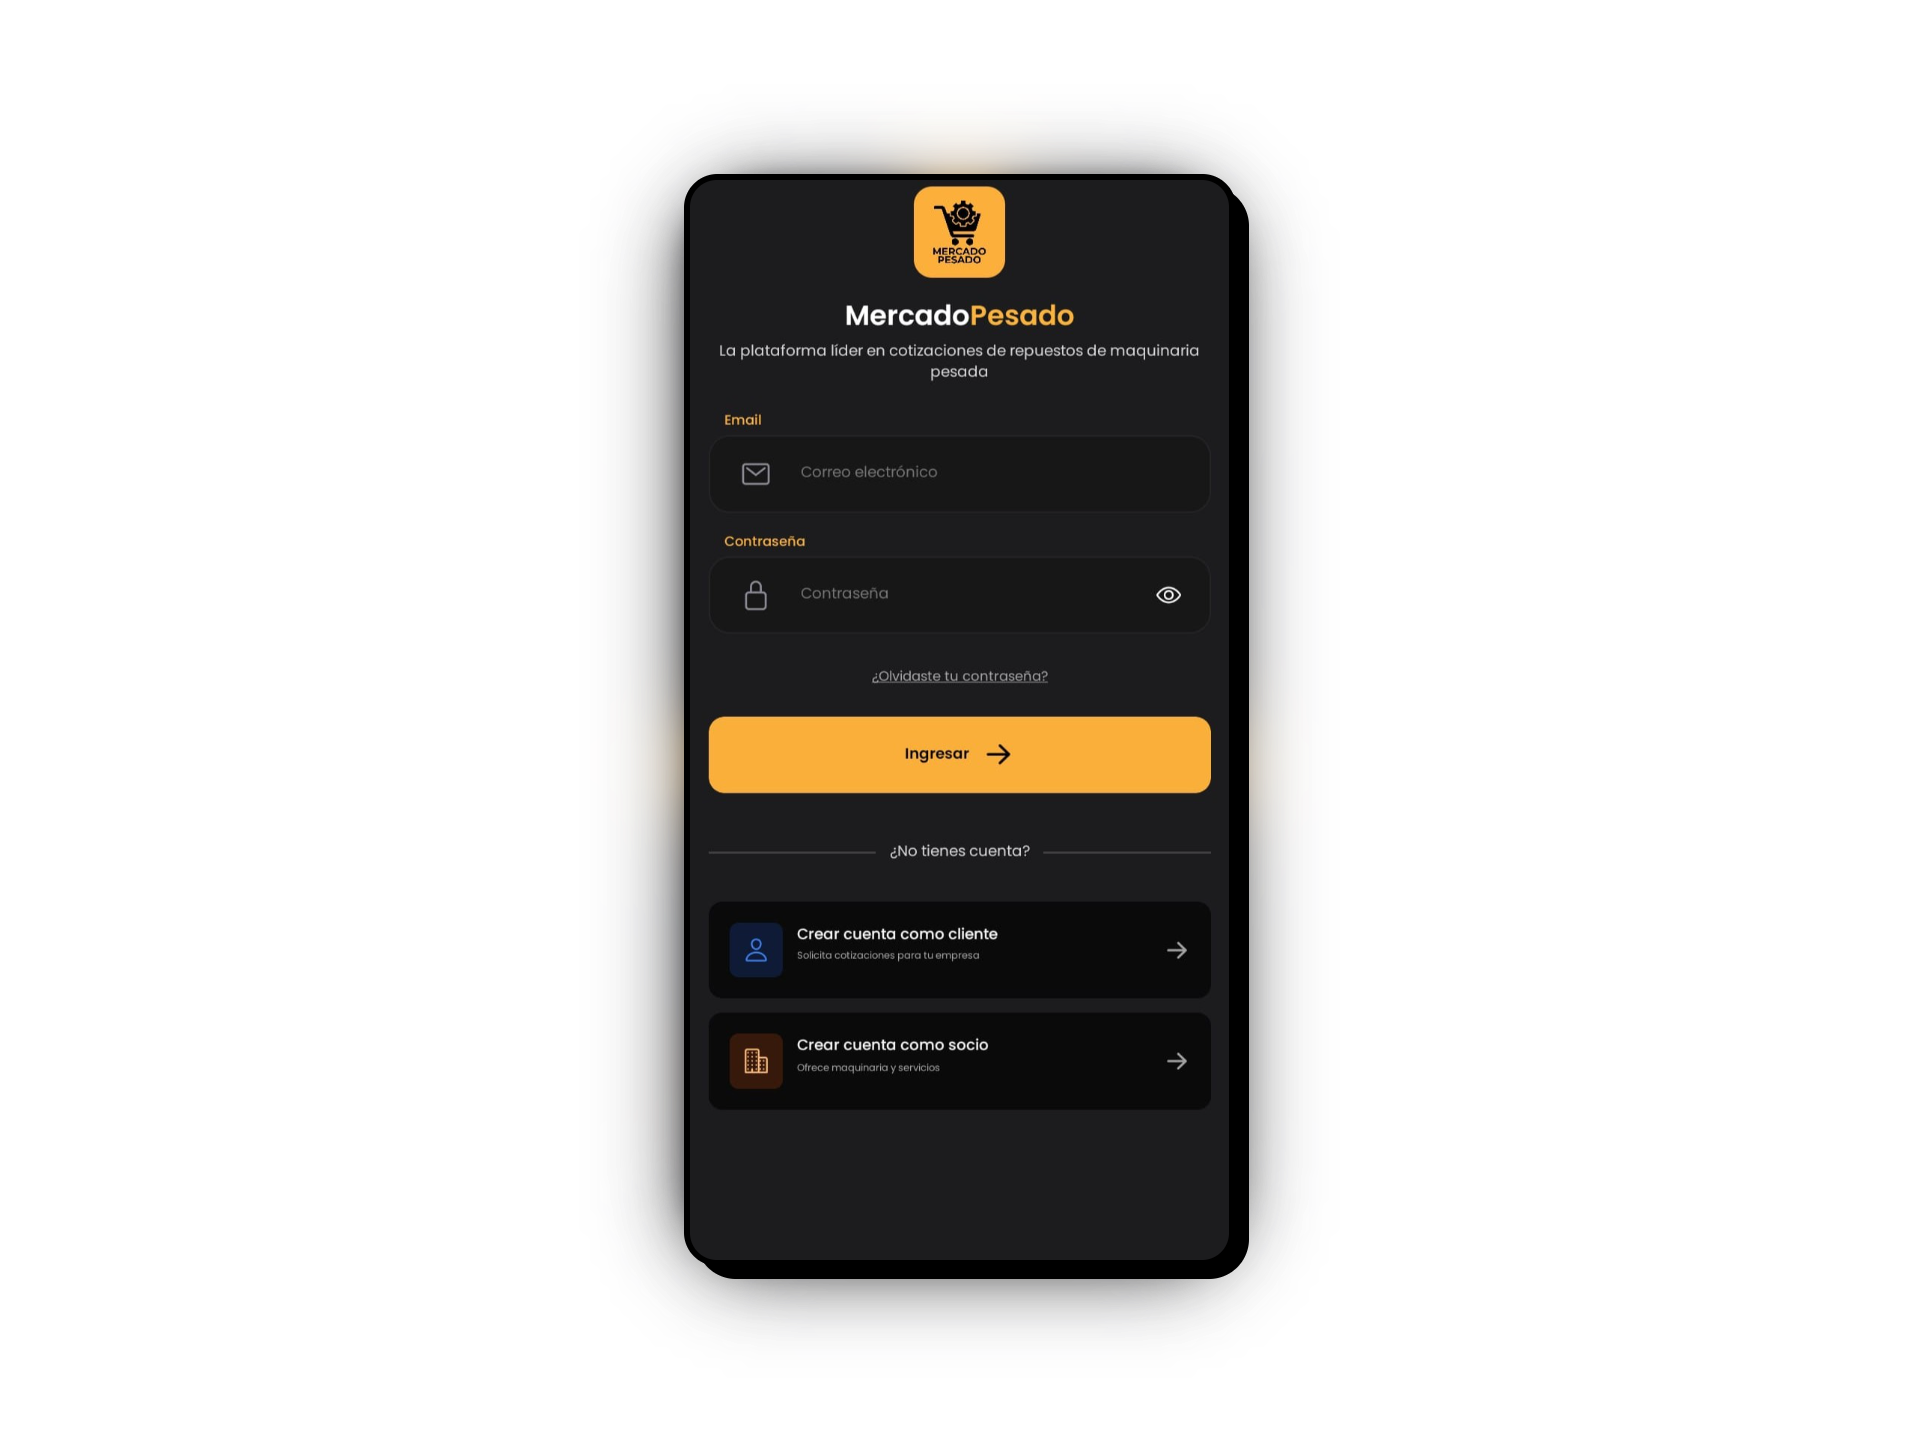 MERCADO
PESADO
MercadoPesado
La plataforma líder en cotizaciones de repuestos de maquinaria
pesada
Email
Correo electrónico
Contraseña
Contraseña
¿Olvidaste tu contraseña?
Ingresar
¿No tienes cuenta?
Crear cuenta como cliente
Solicita cotizaciones para tu empresa
Crear cuenta como socio
Ofrece maquinaria y servicios